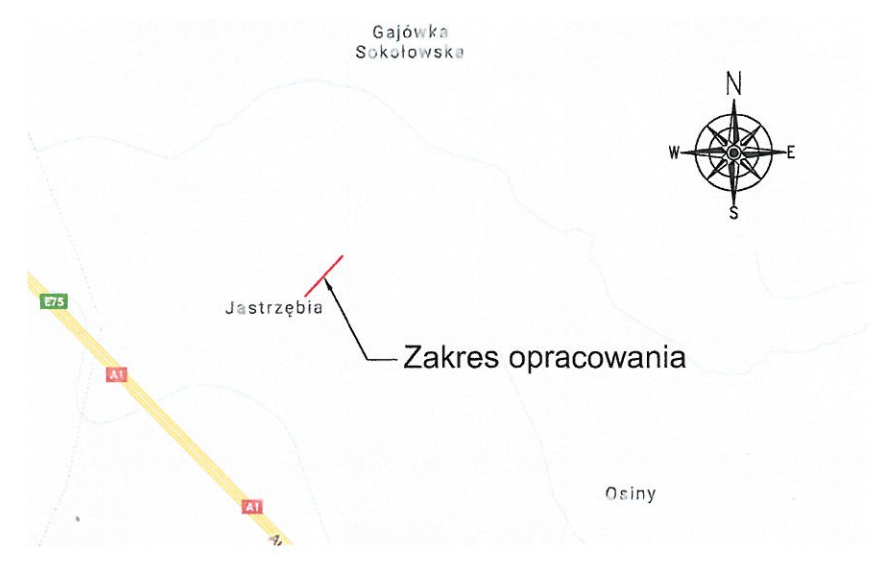 Gajówka
Sokołowska
N
W
E
S
E75
Jastrzębia
Zakres opracowania
A1
Osiny
A1